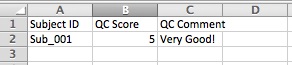 A B C D
1 Subject ID QC Score QC Comment
2 Sub_001 5 Very Good!
3